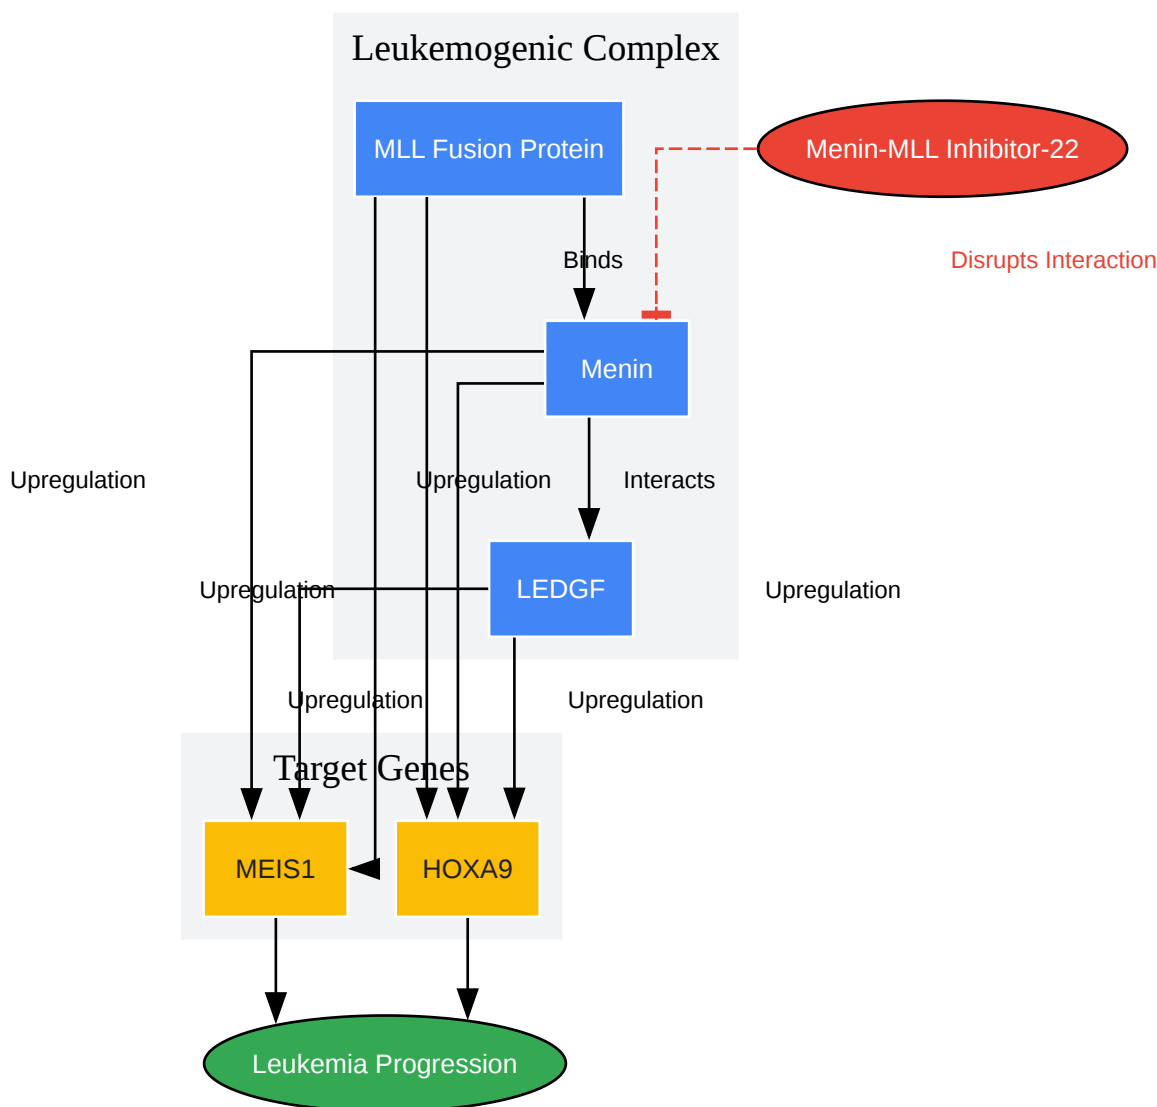 Leukemogenic Complex
MLL Fusion Protein
Menin-MLL Inhibitor-22
Binds
Disrupts Interaction
Menin
Upregulation
Upregulation
Interacts
Upregulation
LEDGF
Upregulation
Upregulation
Upregulation
Target Genes
MEIS1
HOXA9
Leukemia Progression